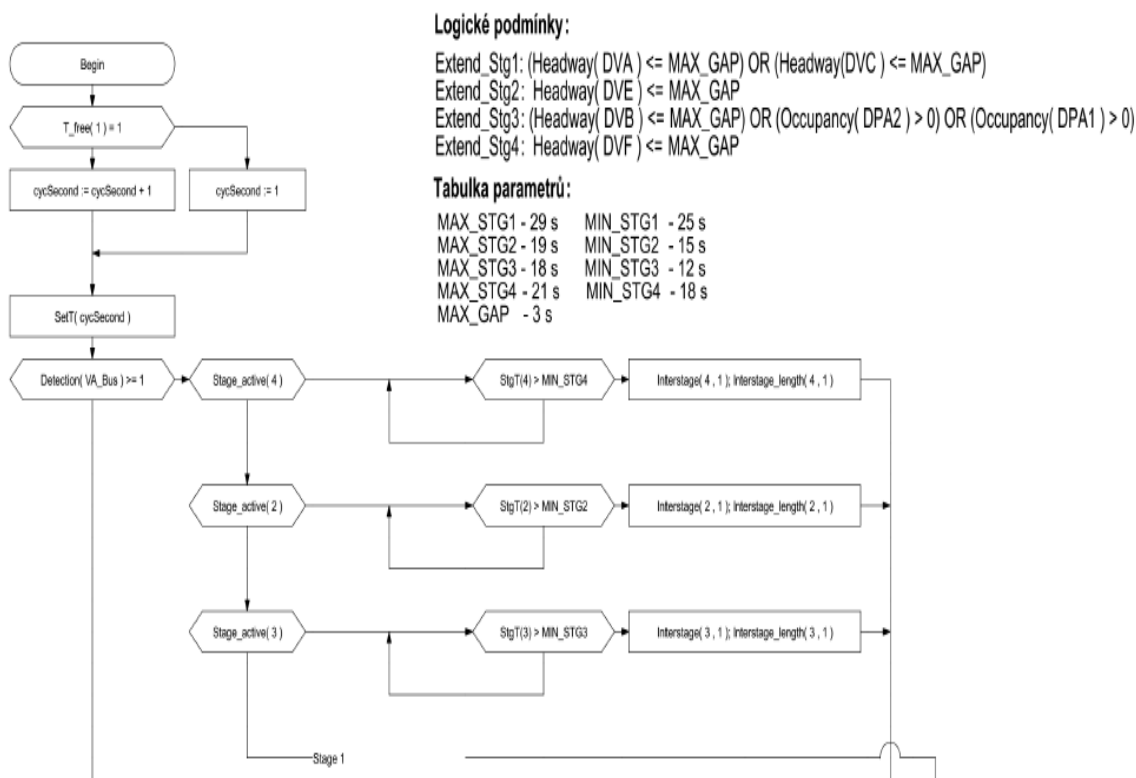 Logické podmínky:
Extend_Stg1: (Headway( DVA ) <= MAX_GAP) OR (Headway(DVC ) <= MAX_GAP)
Extend_Stg2: Headway( DVE ) <= MAX_GAP
Extend_Stg3: (Headway( DVB ) <= MAX_GAP) OR (Occupancy( DPA2 ) > 0) OR (Occupancy( DPA1 ) > 0)
Extend_Stg4: Headway( DVF ) <= MAX_GAP
Tabulka parametrů:
MAX_STG1 - 29 s MIN_STG1 - 25 s
MAX_STG2 - 19 s MIN_STG2 - 15 s
MAX_STG3 - 18 s MIN_STG3 - 12 s
MAX_STG4 - 21 s MIN_STG4 - 18 s
MAX_GAP - 3 s
Begin
T_free( 1 ) = 1
cycSecond := cycSecond + 1
cycSecond := 1
SetT( cycSecond )
Detection( VA_Bus ) >= 1
Stage_active( 4 )
StgT(4) > MIN_STG4
Interstage( 4 , 1 ); Interstage_length( 4 , 1 )
Stage_active( 2 )
StgT(2) > MIN_STG2
Interstage( 2 , 1 ); Interstage_length( 2 , 1 )
Stage_active( 3 )
StgT(3) > MIN_STG3
Interstage( 3 , 1 ); Interstage_length( 3 , 1 )
Stage 1